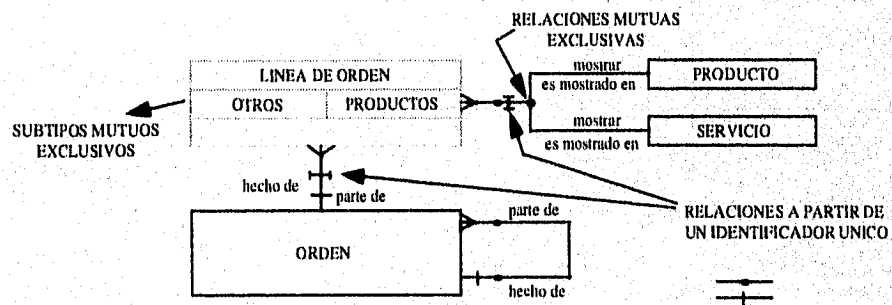 RELACIONES MUTUAS
EXCLUSIVAS
LINEA DE ORDEN
OTROS
PRODUCTOS
mostrar
es mostrado en
PRODUCTO
SUBTIPOS MUTUOS
EXCLUSIVOS
mostrar
es mostrado en
SERVICIO
hecho de
parte de
ORDEN
parte de
hecho de
RELACIONES A PARTIR DE
UN IDENTIFICADOR UNICO